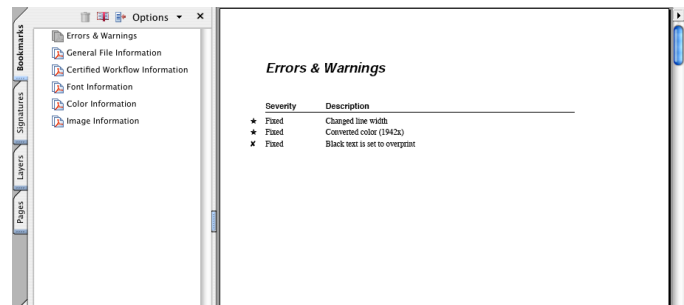 Options
Bookmarks
Signatures
Layers
Pages
Errors & Warnings
General File Information
Certified Workflow Information
Font Information
Color Information
Image Information
Errors & Warnings
Severity Description
★ Fixed Changed line width
★ Fixed Converted color (1942x)
✘ Fixed Black text is set to overprint